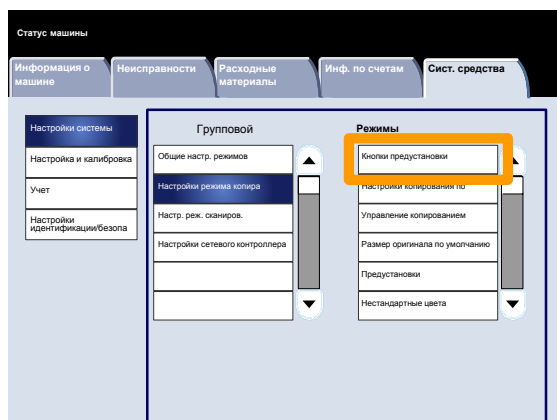 Статус машины
Информация о
машине
Неисправности
Расходные
материалы
Инф. по счетам
Сист. средства
Настройки системы
Настройка и калибровка
Учет
Настройки
идентификации/безопа
Групповой
Общие настр. режимов
Настройки режима копира
Настр. реж. сканиров.
Настройки сетевого контроллера
Режимы
Кнопки предустановки
Настройки копирования по
Управление копированием
Размер оригинала по умолчанию
Предустановки
Нестандартные цвета